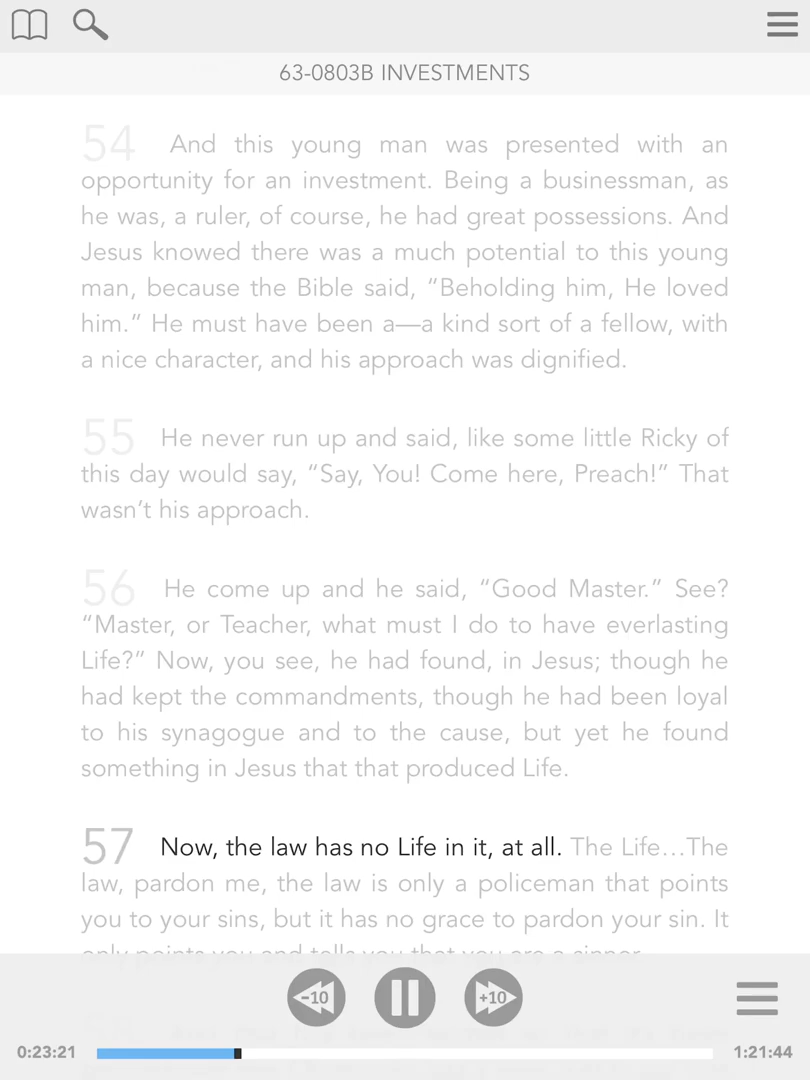 63-0803B INVESTMENTS
54 And this young man was presented with an
opportunity for an investment. Being a businessman, as
he was, a ruler, of course, he had great possessions. And
Jesus knowed there was a much potential to this young
man, because the Bible said, “Beholding him, He loved
him.” He must have been a—a kind sort of a fellow, with
a nice character, and his approach was dignified.
55 He never run up and said, like some little Ricky of
this day would say, “Say, You! Come here, Preach!” That
wasn’t his approach.
56 He come up and he said, “Good Master.” See?
“Master, or Teacher, what must I do to have everlasting
Life?” Now, you see, he had found, in Jesus; though he
had kept the commandments, though he had been loyal
to his synagogue and to the cause, but yet he found
something in Jesus that that produced Life.
57 Now, the law has no Life in it, at all. The Life…The
law, pardon me, the law is only a policeman that points
you to your sins, but it has no grace to pardon your sin. It
only points you and tells you that you are a sinner.
-10 +10
0:23:21 1:21:44